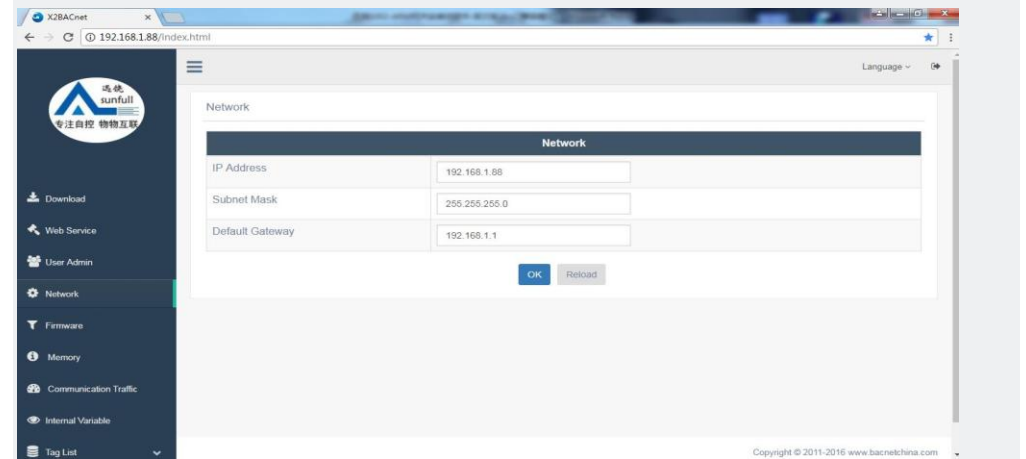 X2BACnet
192.168.1.88/index.html
Language
sunfull
专注自控 物物互联
Network
Network
IP Address
192.168.1.88
Subnet Mask
255.255.255.0
Default Gateway
192.168.1.1
OK
Reload
Download
Web Service
User Admin
Network
Firmware
Memory
Communication Traffic
Internal Variable
Tag List
Copyright © 2011-2016 www.bacnetchina.com